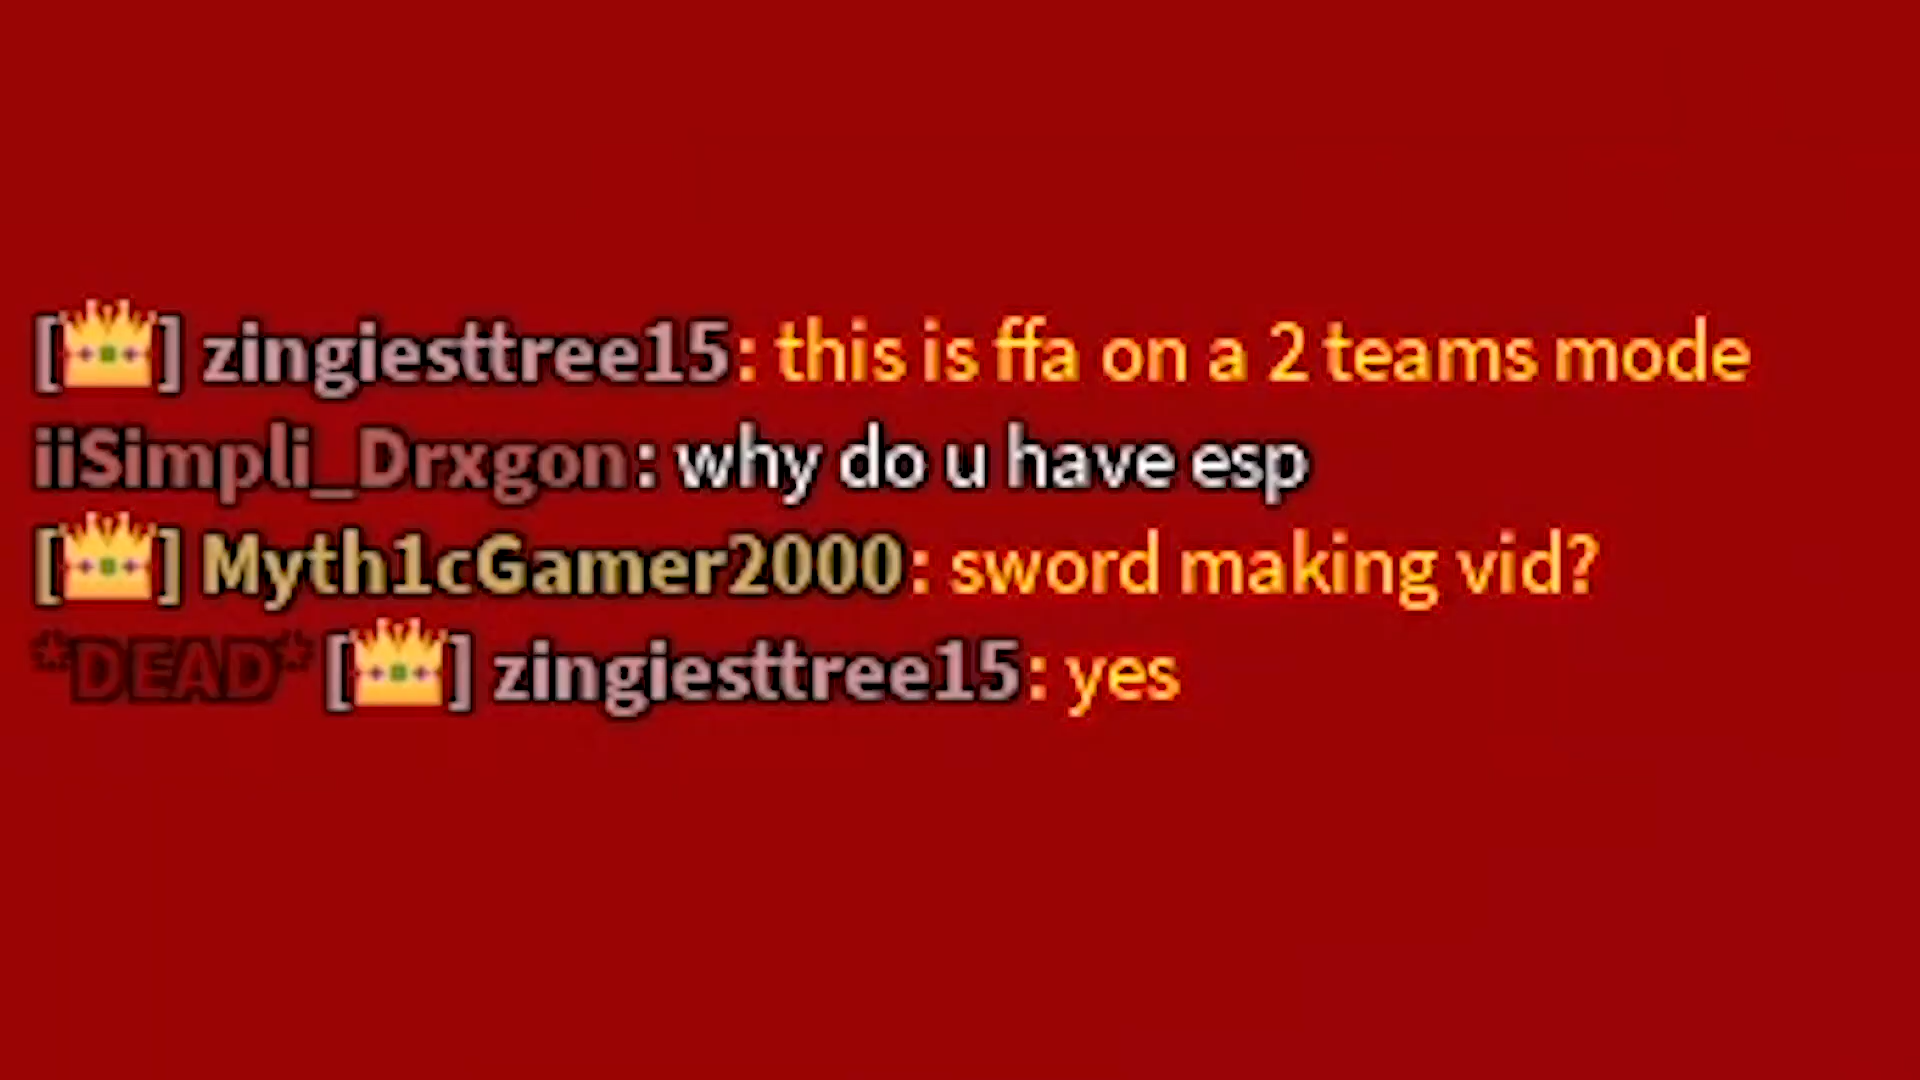 [👑] zingiesttree15: this is ffa on a 2 teams mode
iiSimpli_Drxgon: why do u have esp
[👑] Myth1cGamer2000: sword making vid?
*DEAD* [👑] zingiesttree15: yes